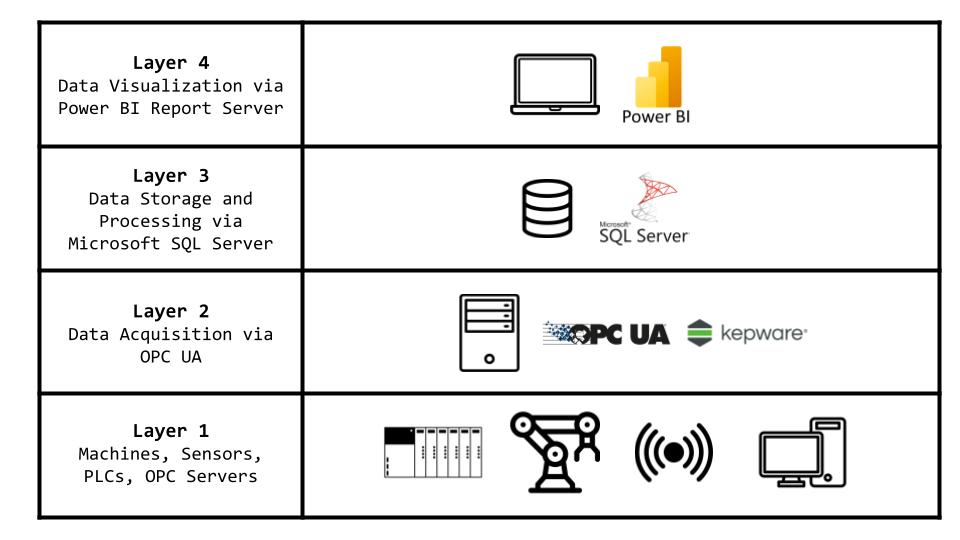 Layer 4
Data Visualization via
Power BI Report Server
Power BI
Layer 3
Data Storage and
Processing via
Microsoft SQL Server
Microsoft
SQL Server
Layer 2
Data Acquisition via
OPC UA
OPC UA
kepware
Layer 1
Machines, Sensors,
PLCs, OPC Servers